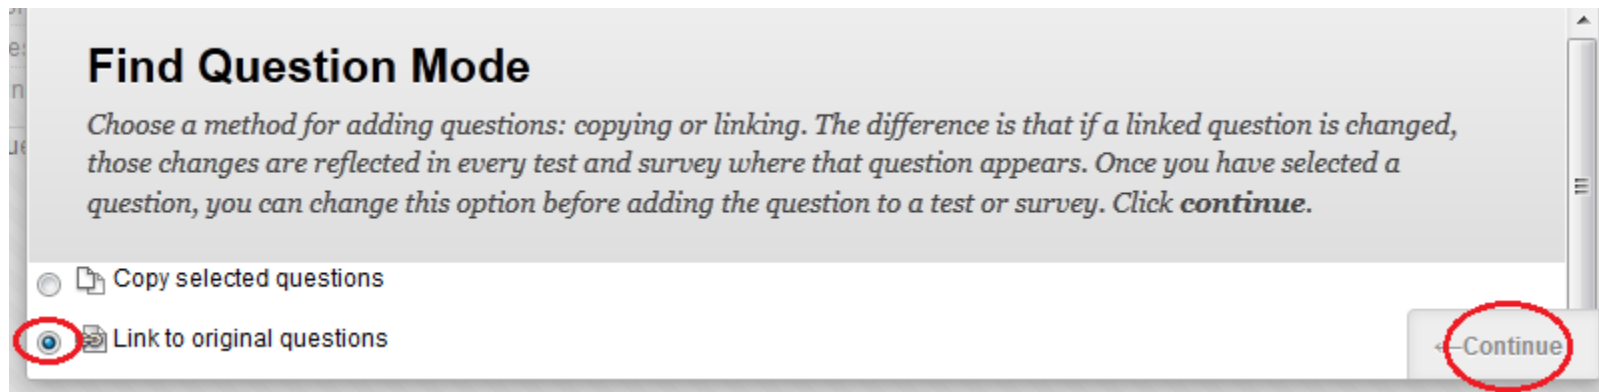 Find Question Mode
Choose a method for adding questions: copying or linking. The difference is that if a linked question is changed,
those changes are reflected in every test and survey where that question appears. Once you have selected a
question, you can change this option before adding the question to a test or survey. Click continue.
Copy selected questions
Link to original questions
←Continue